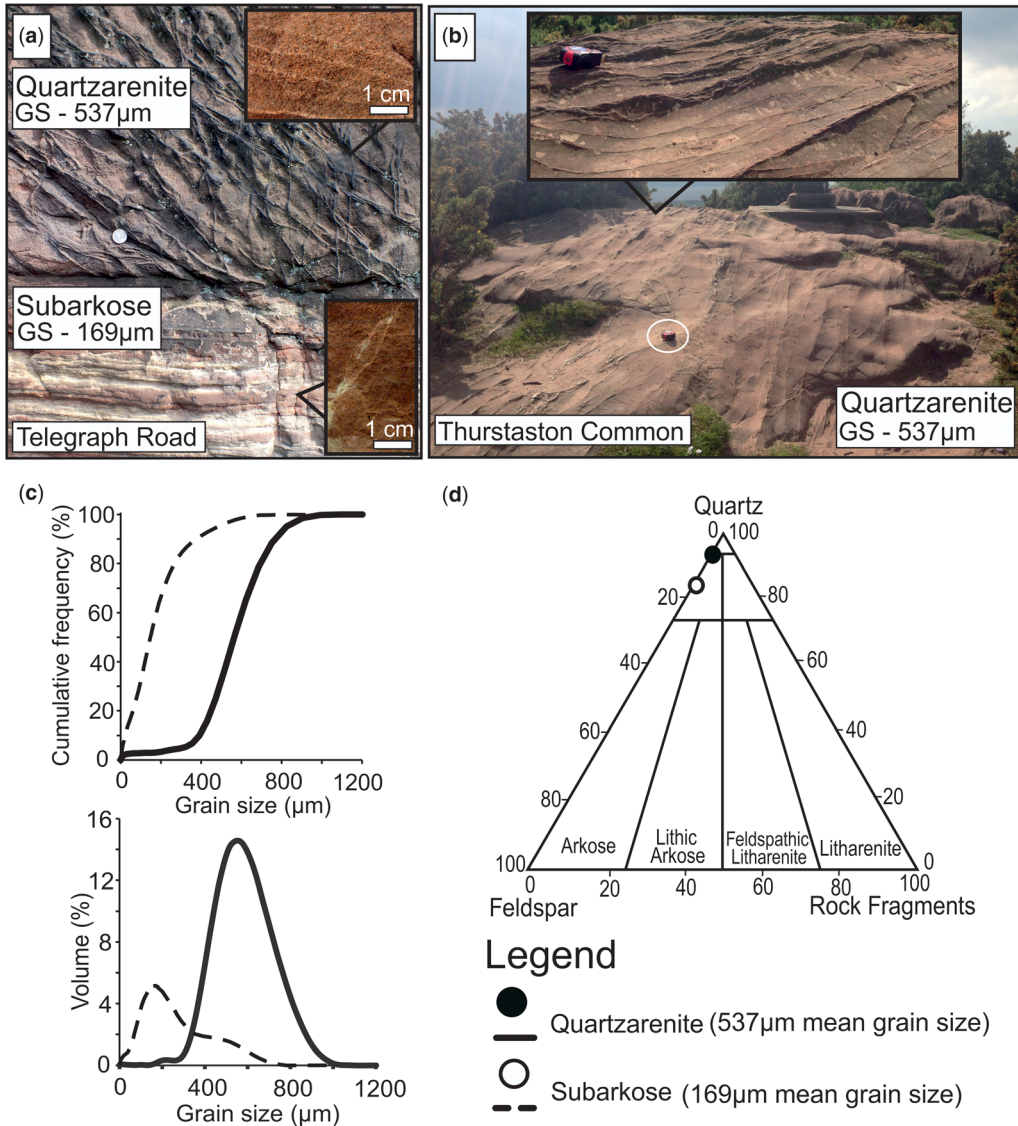 (a)
Quartzarenite
GS - 537µm
1 cm
Subarkose
GS - 169µm
1 cm
Telegraph Road
(b)
Thurstaston Common
Quartzarenite
GS - 537µm
(c)
Cumulative frequency (%)
100
80
60
40
20
0
0 400 800 1200
Grain size (µm)
Volume (%)
16
12
8
4
0
0 400 800 1200
Grain size (µm)
(d)
Quartz
0 100
20 80
40 60
60 40
80 20
Arkose
Lithic
Arkose
Feldspathic
Litharenite
Litharenite
100 0
0 20 40 60 80 100
Feldspar
Rock Fragments
Legend
Quartzarenite (537µm mean grain size)
Subarkose (169µm mean grain size)